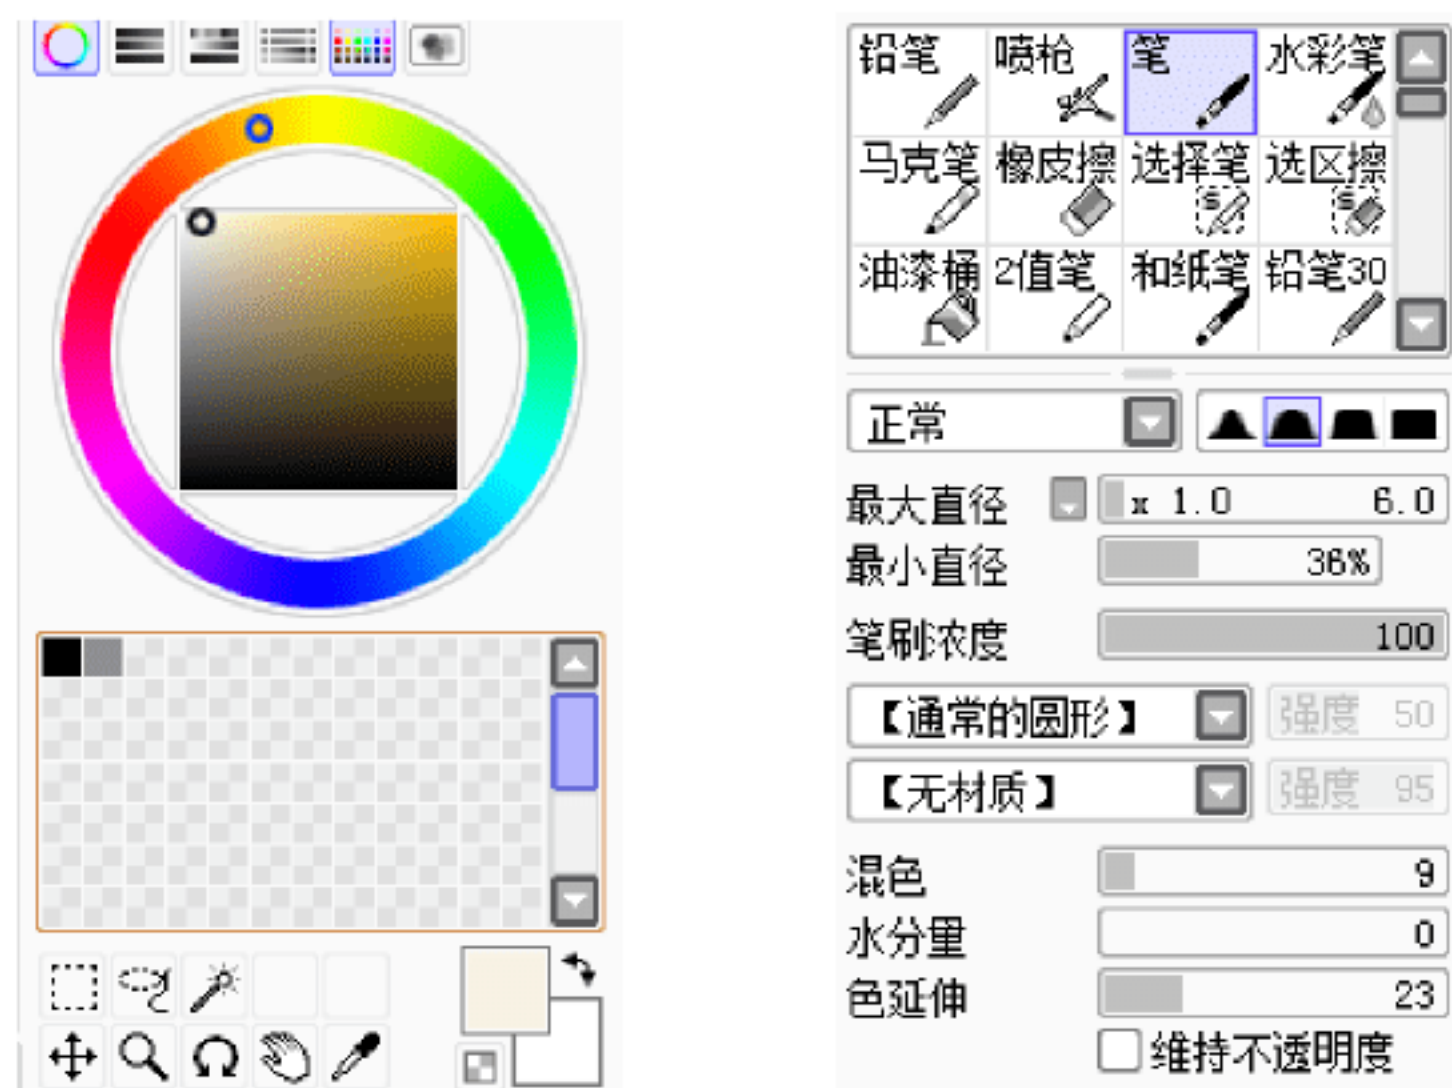 铅笔 喷枪 笔 水彩笔
马克笔 橡皮擦 选择笔 选区擦
油漆桶 2值笔 和纸笔 铅笔30
正常
最大直径 x 1.0 6.0
最小直径 36%
笔刷浓度 100
【通常的圆形】 强度 50
【无材质】 强度 95
混色 9
水分量 0
色延伸 23
维持不透明度